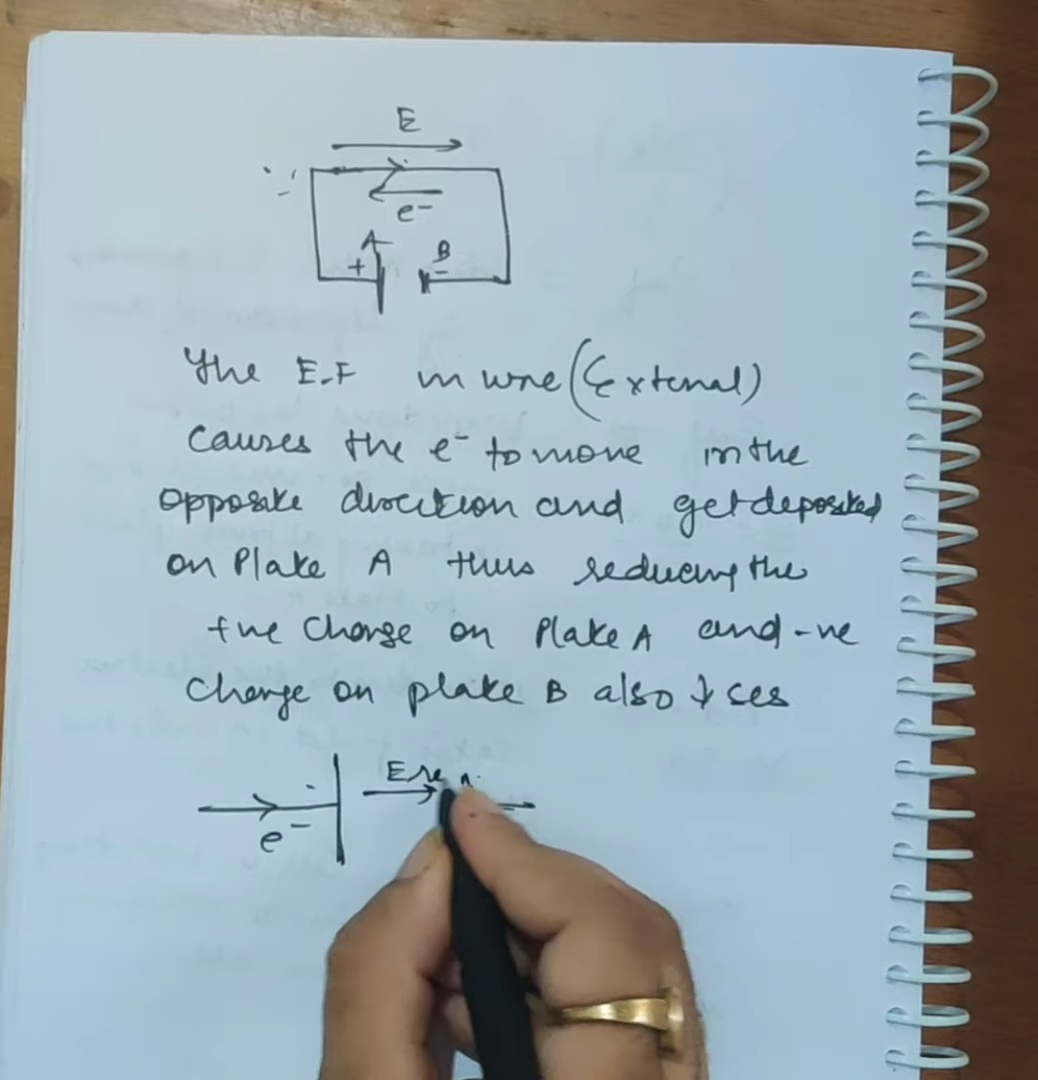 E
e-
A
B
+
-
The E.F in wire (External)
causes the e- to move in the
opposite direction and get deposited
on Plate A thus reducing the
+ve Charge on Plate A and -ve
Charge on plate B also ↓ ces
e-